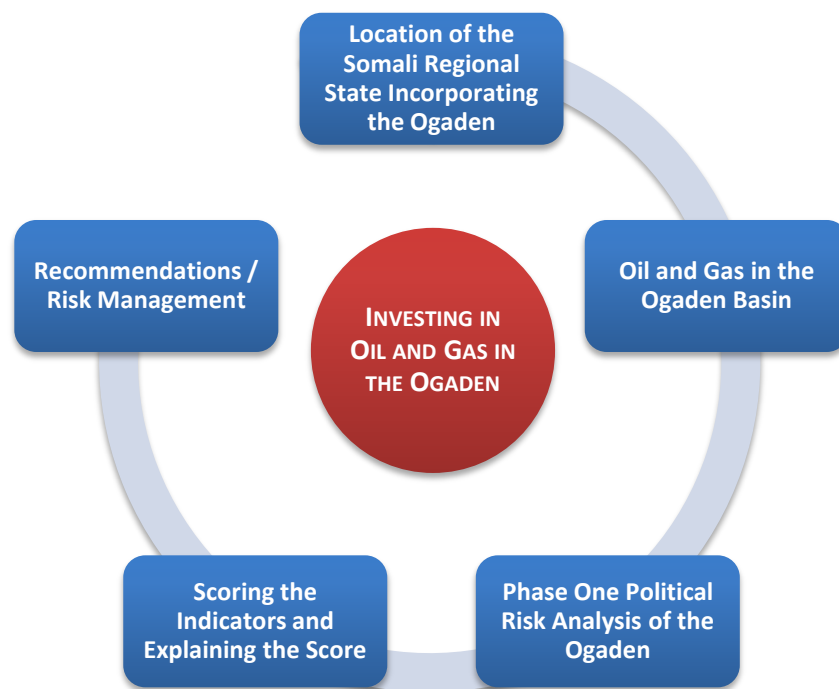 Location of the
Somali Regional
State Incorporating
the Ogaden
Oil and Gas in the
Ogaden Basin
Phase One Political
Risk Analysis of the
Ogaden
Scoring the
Indicators and
Explaining the Score
Recommendations /
Risk Management
INVESTING IN
OIL AND GAS IN
THE OGADEN